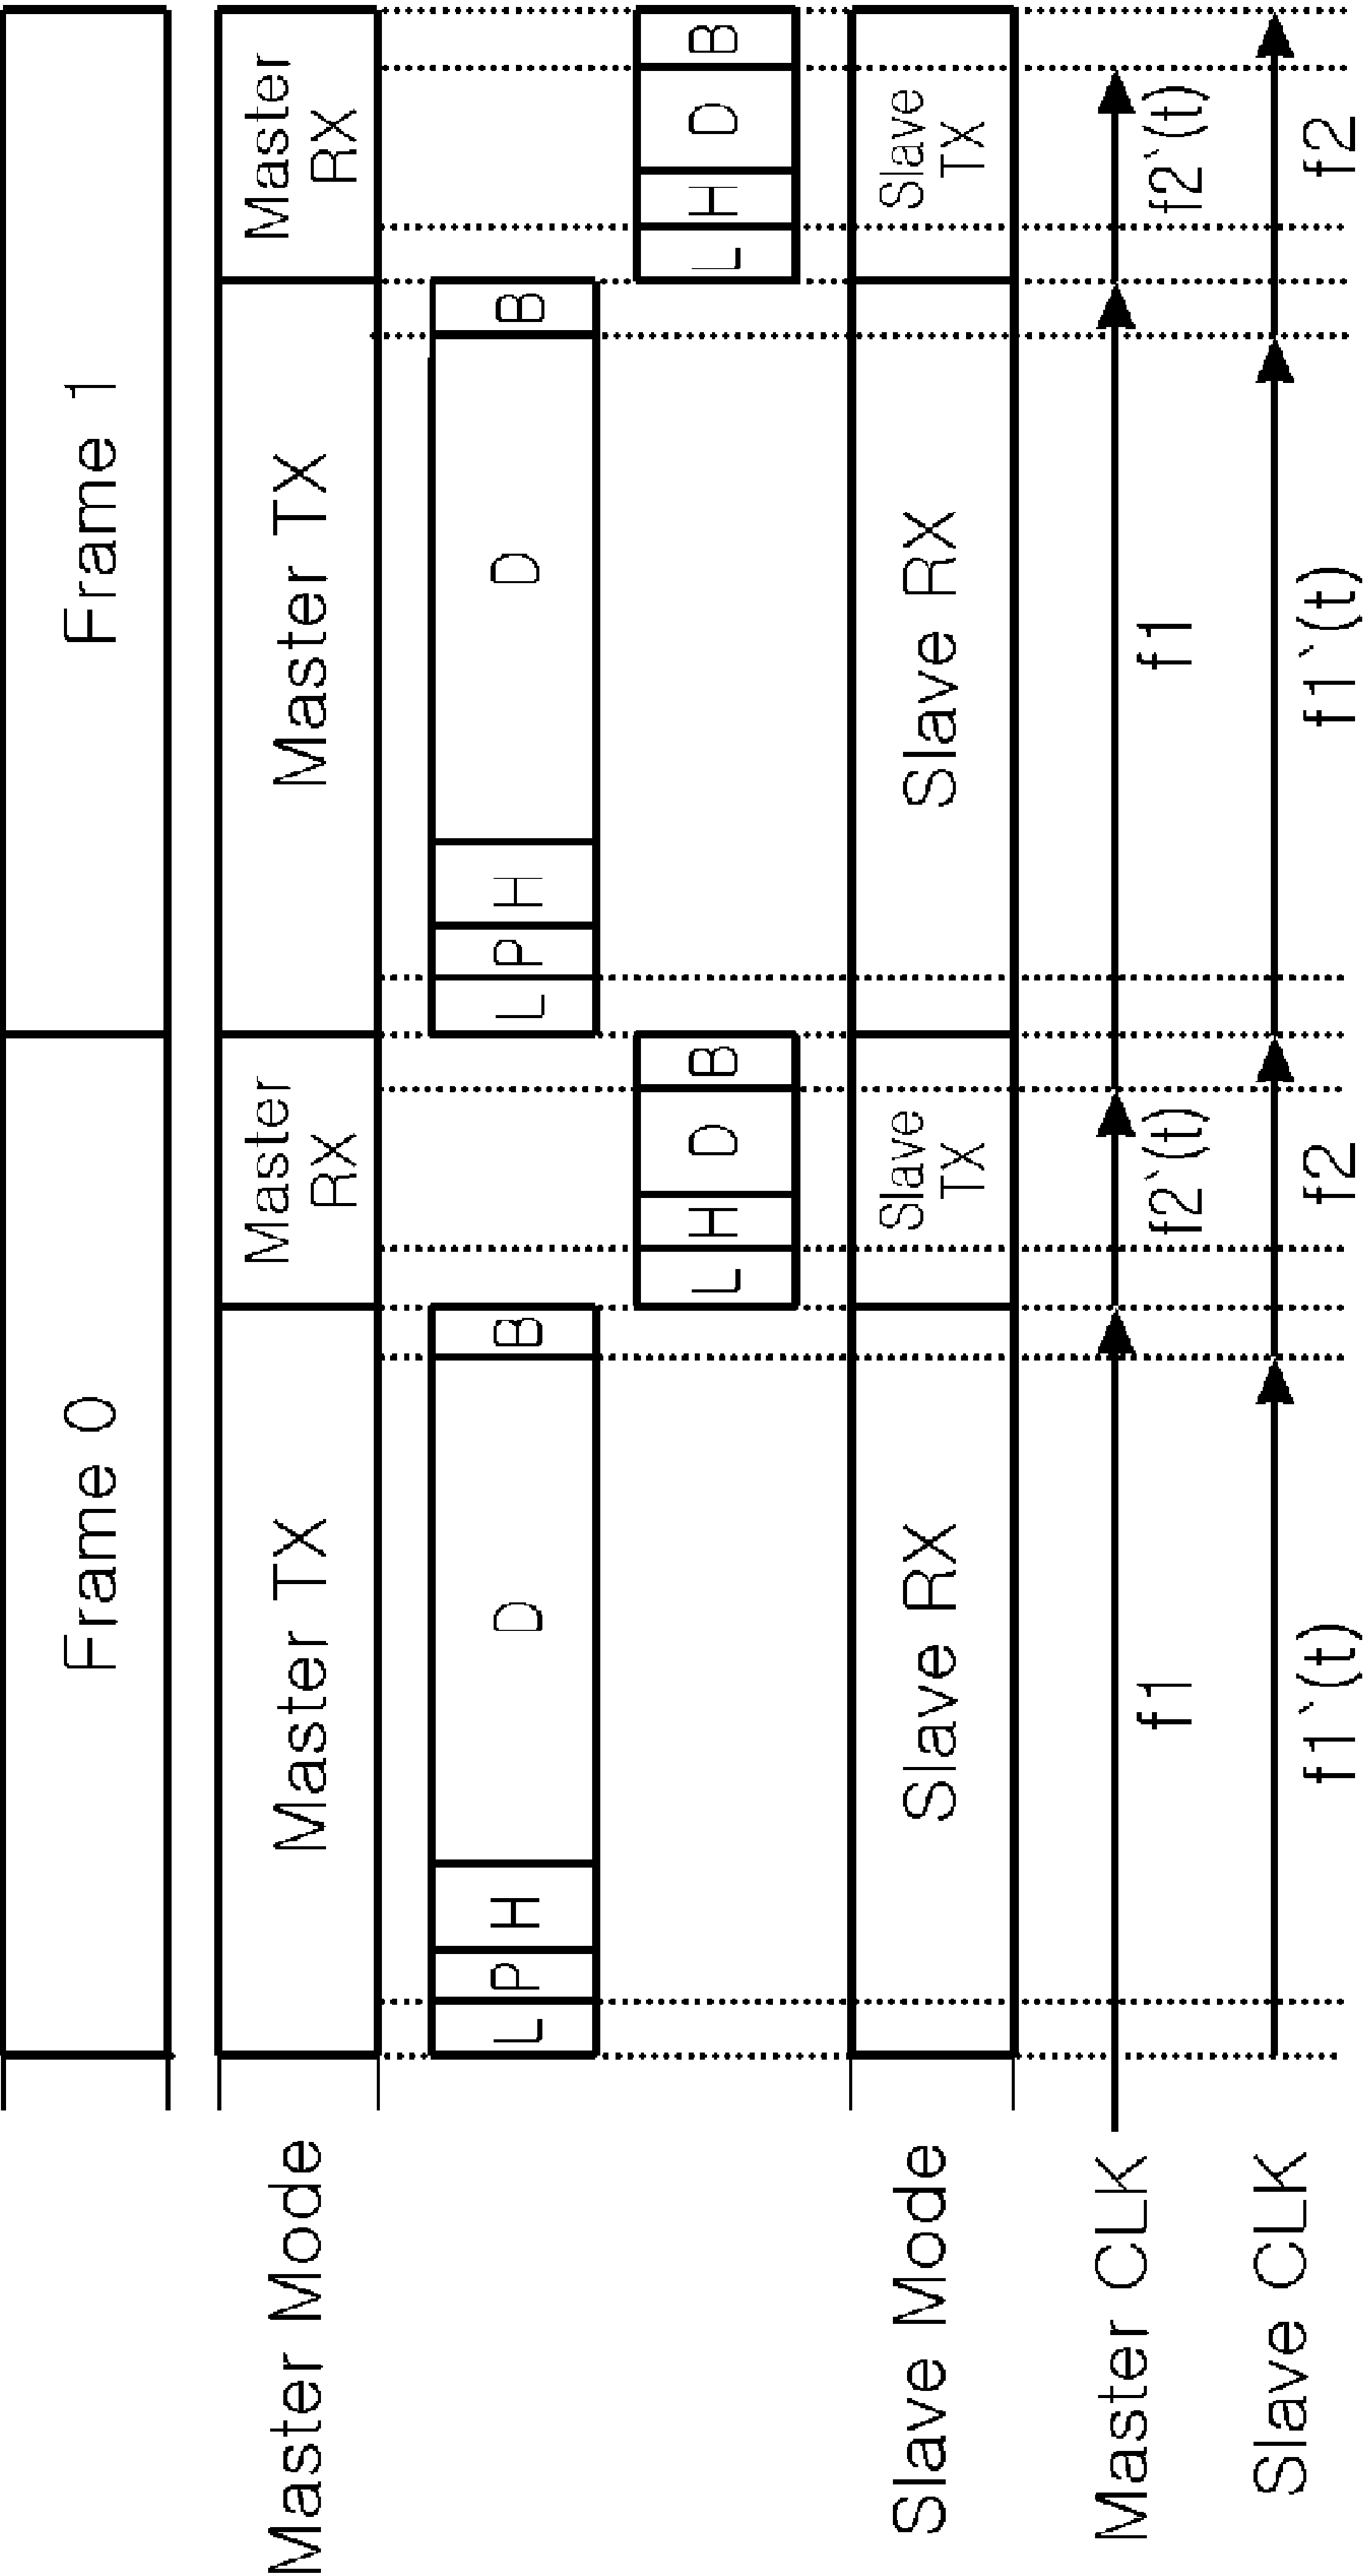 Frame 0
Frame 1
Master Mode
Master TX
Master RX
Master TX
Master RX
L P H D B
L P H D B
L H D B
L H D B
Slave Mode
Slave RX
Slave TX
Slave RX
Slave TX
Master CLK
f1
f2`(t)
f1
f2`(t)
Slave CLK
f1`(t)
f2
f1`(t)
f2